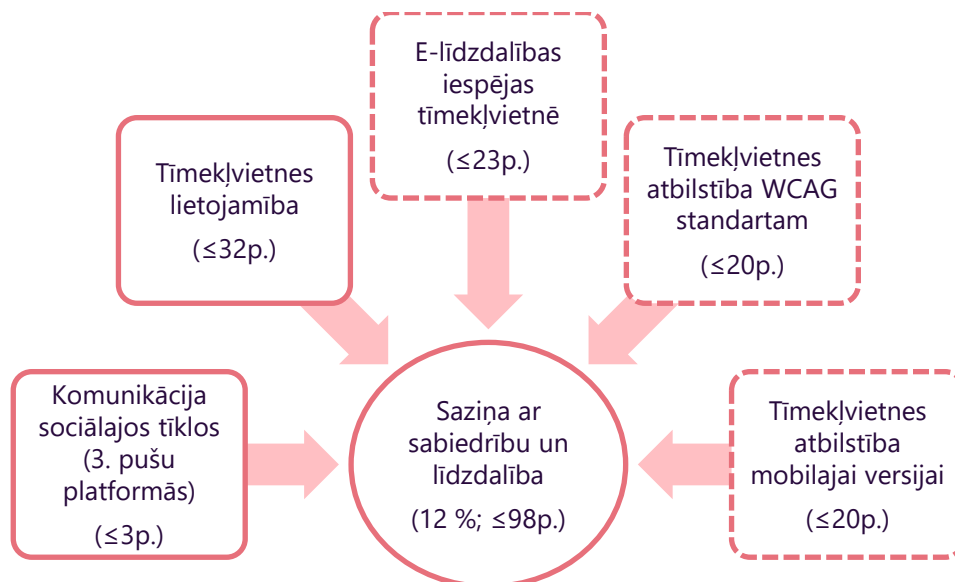 E-līdzdalības
iespējas
tīmekļvietnē
(≤23p.)
Tīmekļvietnes
lietojamība
(≤32p.)
Tīmekļvietnes
atbilstība WCAG
standartam
(≤20p.)
Komunikācija
sociālajos tīklos
(3. pušu
platformās)
(≤3p.)
Saziņa ar
sabiedrību un
līdzdalība
(12 %; ≤98p.)
Tīmekļvietnes
atbilstība
mobilajai versijai
(≤20p.)